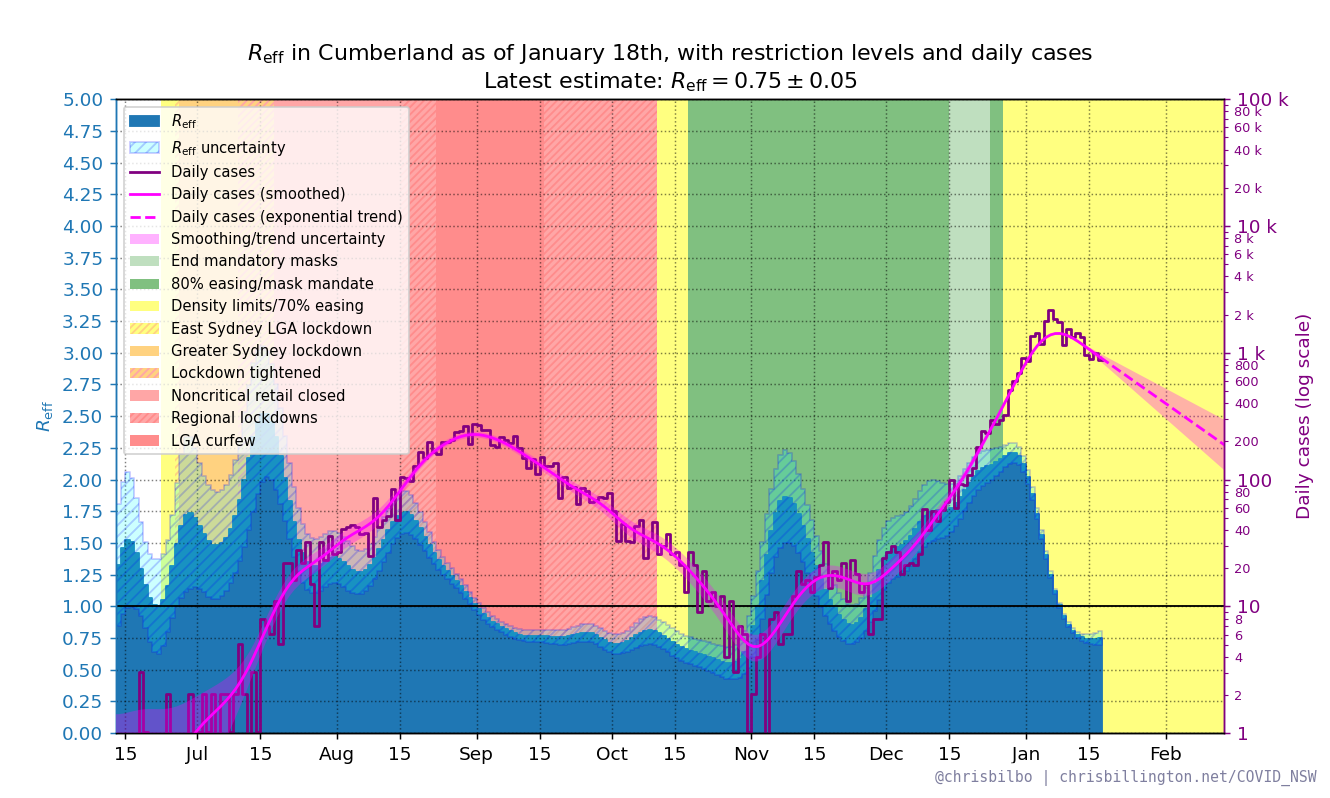 Reff in Cumberland as of January 18th, with restriction levels and daily cases
Latest estimate: Reff = 0.75 ± 0.05
5.00
4.75
4.50
4.25
4.00
3.75
3.50
3.25
3.00
2.75
2.50
2.25
2.00
1.75
1.50
1.25
1.00
0.75
0.50
0.25
0.00
Reff
Reff
Reff uncertainty
Daily cases
Daily cases (smoothed)
Daily cases (exponential trend)
Smoothing/trend uncertainty
End mandatory masks
80% easing/mask mandate
Density limits/70% easing
East Sydney LGA lockdown
Greater Sydney lockdown
Lockdown tightened
Noncritical retail closed
Regional lockdowns
LGA curfew
100 k
80 k
60 k
40 k
20 k
10 k
8 k
6 k
4 k
2 k
1 k
800
600
400
200
100
80
60
40
20
10
8
6
4
2
1
Daily cases (log scale)
15 Jul 15 Aug 15 Sep 15 Oct 15 Nov 15 Dec 15 Jan 15 Feb
@chrisbilbo | chrisbillington.net/COVID_NSW